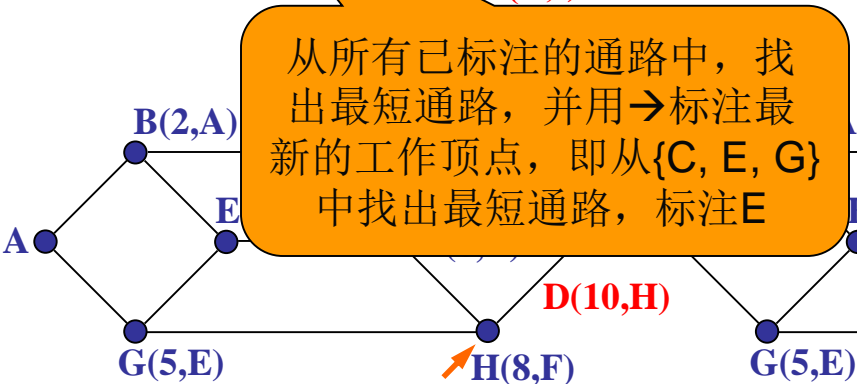 从所有已标注的通路中，找
出最短通路，并用→标注最
新的工作顶点，即从{C, E, G}
中找出最短通路，标注E
B(2,A)
E
A
D(10,H)
G(5,E)
H(8,F)
G(5,E)